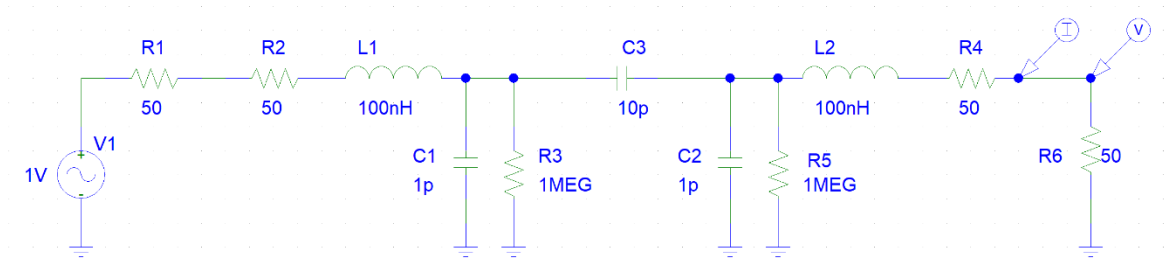 R1
50
R2
50
L1
100nH
C3
10p
L2
100nH
R4
50
I
V
V1
1V
+
-
C1
1p
R3
1MEG
C2
1p
R5
1MEG
R6
50